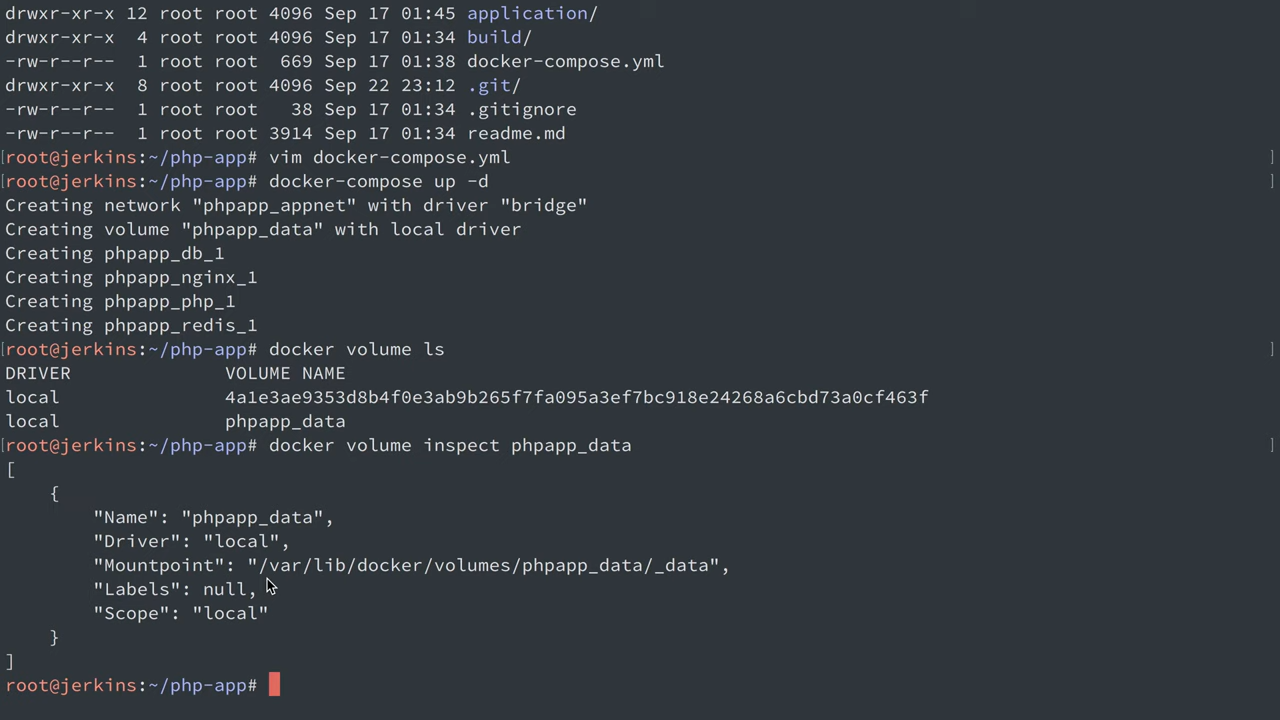 drwxr-xr-x 12 root root 4096 Sep 17 01:45 application/
drwxr-xr-x  4 root root 4096 Sep 17 01:34 build/
-rw-r--r--  1 root root  669 Sep 17 01:38 docker-compose.yml
drwxr-xr-x  8 root root 4096 Sep 22 23:12 .git/
-rw-r--r--  1 root root   38 Sep 17 01:34 .gitignore
-rw-r--r--  1 root root 3914 Sep 17 01:34 readme.md
[root@jerkins:~/php-app# vim docker-compose.yml ]
[root@jerkins:~/php-app# docker-compose up -d ]
Creating network "phpapp_appnet" with driver "bridge"
Creating volume "phpapp_data" with local driver
Creating phpapp_db_1
Creating phpapp_nginx_1
Creating phpapp_php_1
Creating phpapp_redis_1
[root@jerkins:~/php-app# docker volume ls ]
DRIVER              VOLUME NAME
local               4a1e3ae9353d8b4f0e3ab9b265f7fa095a3ef7bc918e24268a6cbd73a0cf463f
local               phpapp_data
[root@jerkins:~/php-app# docker volume inspect phpapp_data ]
[
    {
        "Name": "phpapp_data",
        "Driver": "local",
        "Mountpoint": "/var/lib/docker/volumes/phpapp_data/_data",
        "Labels": null,
        "Scope": "local"
    }
]
root@jerkins:~/php-app#